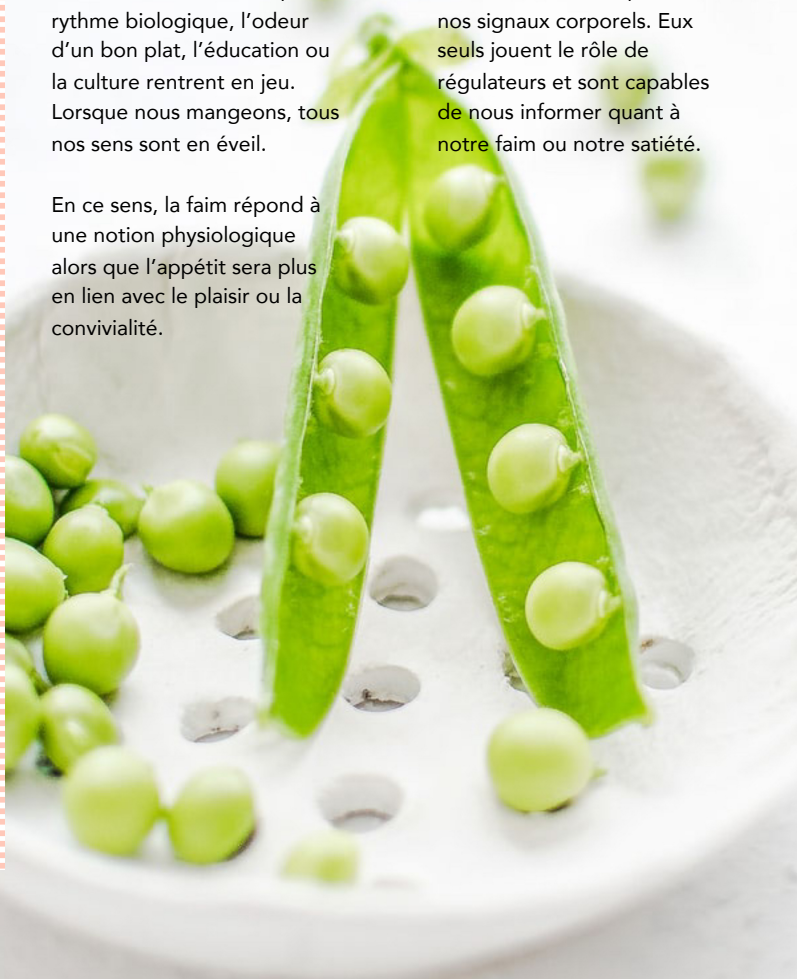 rythme biologique, l’odeur
d’un bon plat, l’éducation ou
la culture rentrent en jeu.
Lorsque nous mangeons, tous
nos sens sont en éveil.
En ce sens, la faim répond à
une notion physiologique
alors que l’appétit sera plus
en lien avec le plaisir ou la
convivialité.
nos signaux corporels. Eux
seuls jouent le rôle de
régulateurs et sont capables
de nous informer quant à
notre faim ou notre satiété.